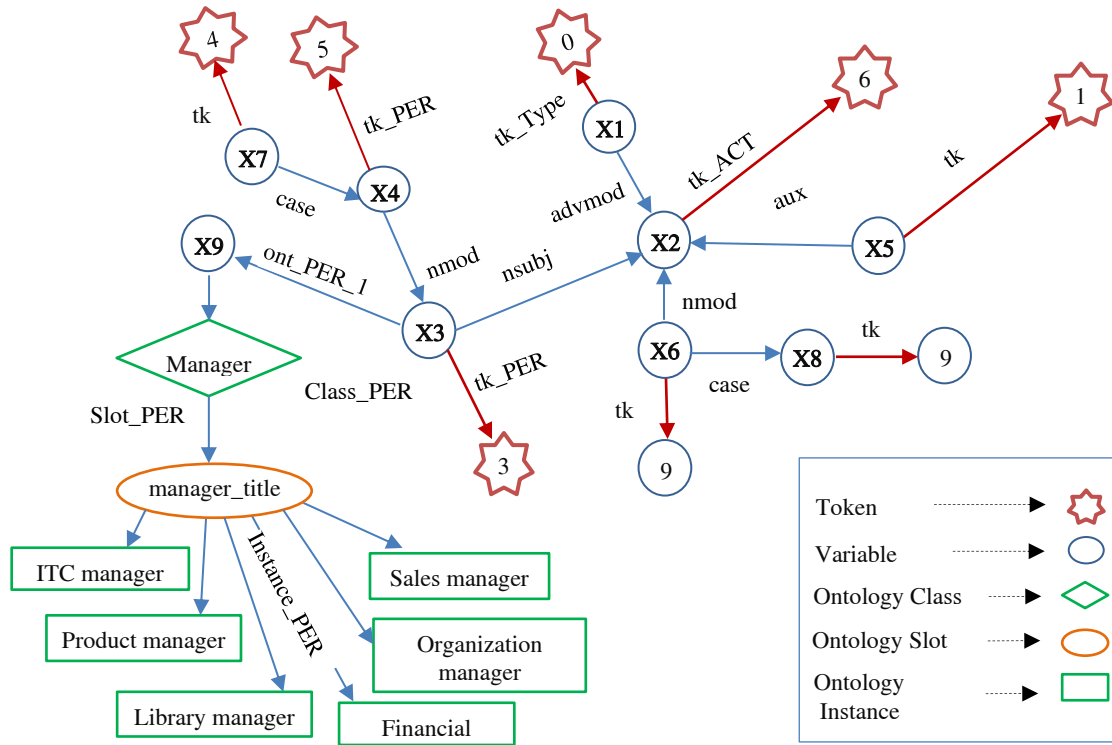 4
5
0
6
1
tk
tk_PER
tk_Type
X1
tk_ACT
tk
X7
X4
case
advmod
aux
X9
ont_PER_1
nmod
nsubj
X2
X5
nmod
X3
X6
tk
X8
9
Manager
Class_PER
tk_PER
case
Slot_PER
tk
3
9
manager_title
Instance_PER
ITC manager
Sales manager
Product manager
Organization
manager
Library manager
Financial
Token
Variable
Ontology Class
Ontology Slot
Ontology
Instance